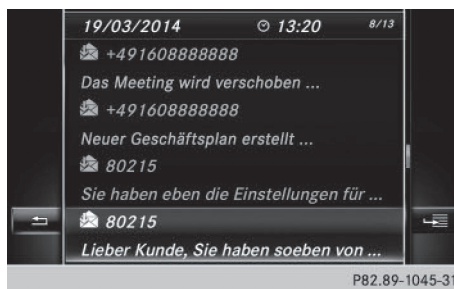 19/03/2014 13:20 8/13
+491608888888
Das Meeting wird verschoben ...
+491608888888
Neuer Geschäftsplan erstellt ...
80215
Sie haben eben die Einstellungen für ...
80215
Lieber Kunde, Sie haben soeben von ...
P82.89-1045-31